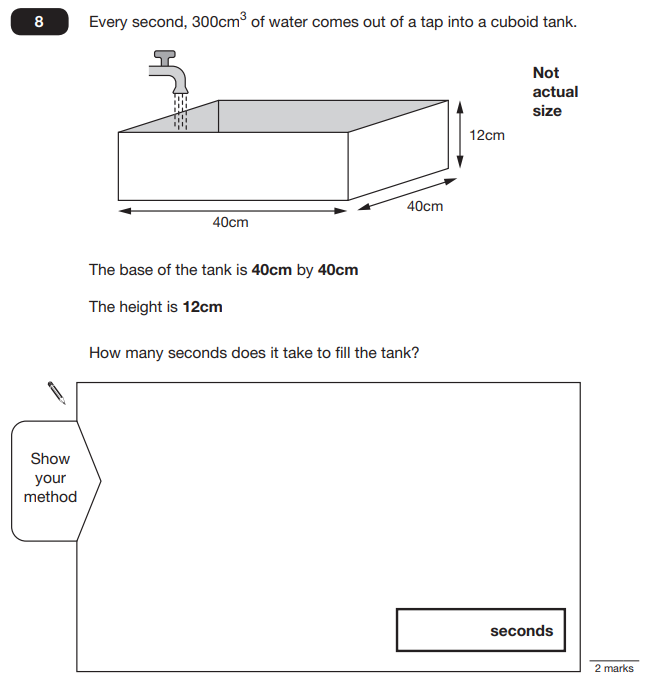 8
Every second, 300cm³ of water comes out of a tap into a cuboid tank.
Not
actual
size
12cm
40cm
40cm
The base of the tank is 40cm by 40cm
The height is 12cm
How many seconds does it take to fill the tank?
Show
your
method
seconds
2 marks